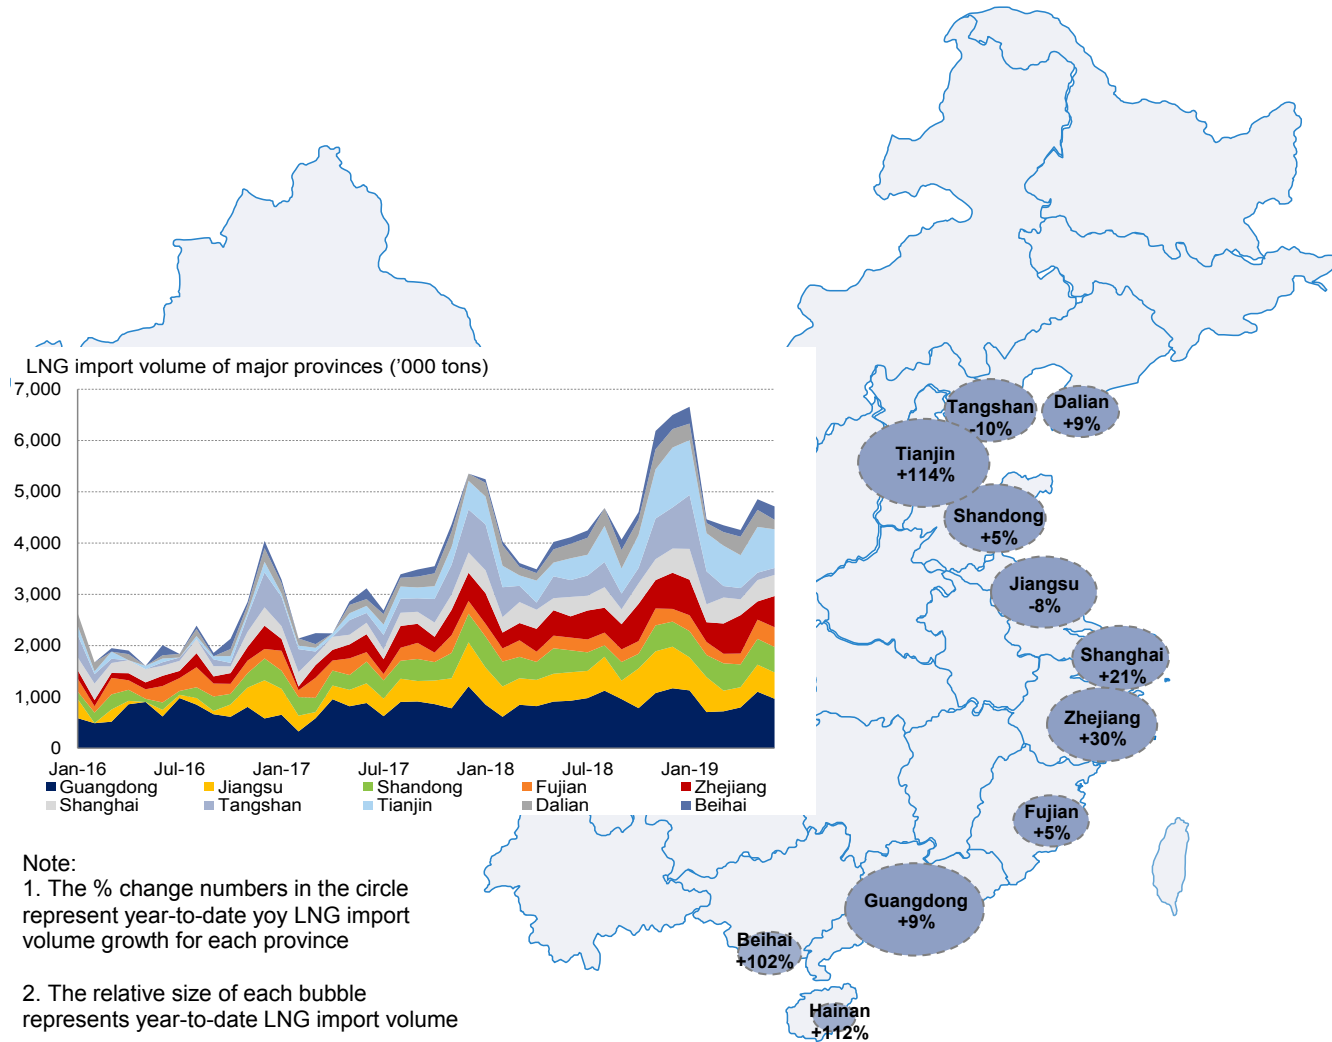 LNG import volume of major provinces (’000 tons)
7,000
6,000
5,000
4,000
3,000
2,000
1,000
0
Jan-16 Jul-16 Jan-17 Jul-17 Jan-18 Jul-18 Jan-19
Guangdong Jiangsu Shandong Fujian Zhejiang
Shanghai Tangshan Tianjin Dalian Beihai
Tangshan
-10%
Dalian
+9%
Tianjin
+114%
Shandong
+5%
Jiangsu
-8%
Shanghai
+21%
Zhejiang
+30%
Fujian
+5%
Guangdong
+9%
Beihai
+102%
Hainan
+112%
Note:
1. The % change numbers in the circle
represent year-to-date yoy LNG import
volume growth for each province
2. The relative size of each bubble
represents year-to-date LNG import volume